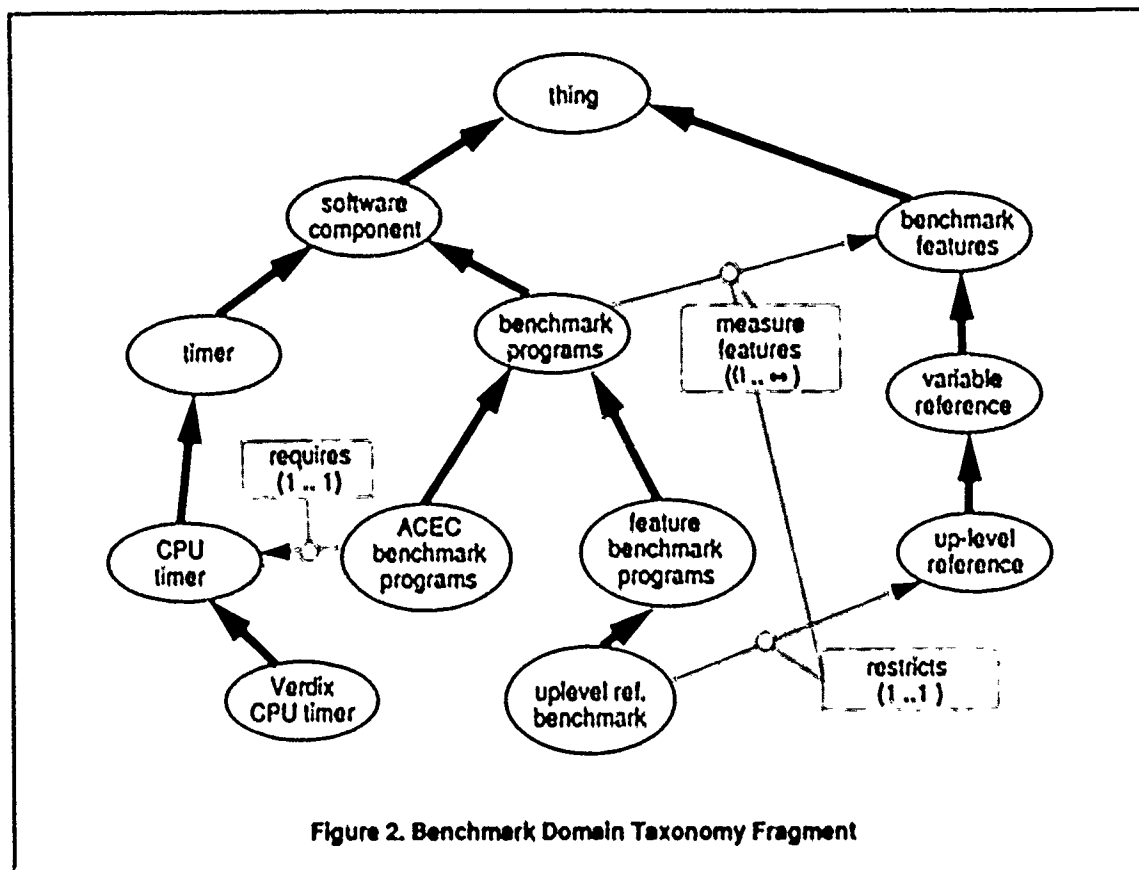 thing
software
component
benchmark
features
timer
benchmark
programs
measure
features
((1 .. ∞)
variable
reference
requires
(1 .. 1)
CPU
timer
ACEC
benchmark
programs
feature
benchmark
programs
up-level
reference
Verdix
CPU timer
uplevel ref.
benchmark
restricts
(1 ..1 )
Figure 2. Benchmark Domain Taxonomy Fragment